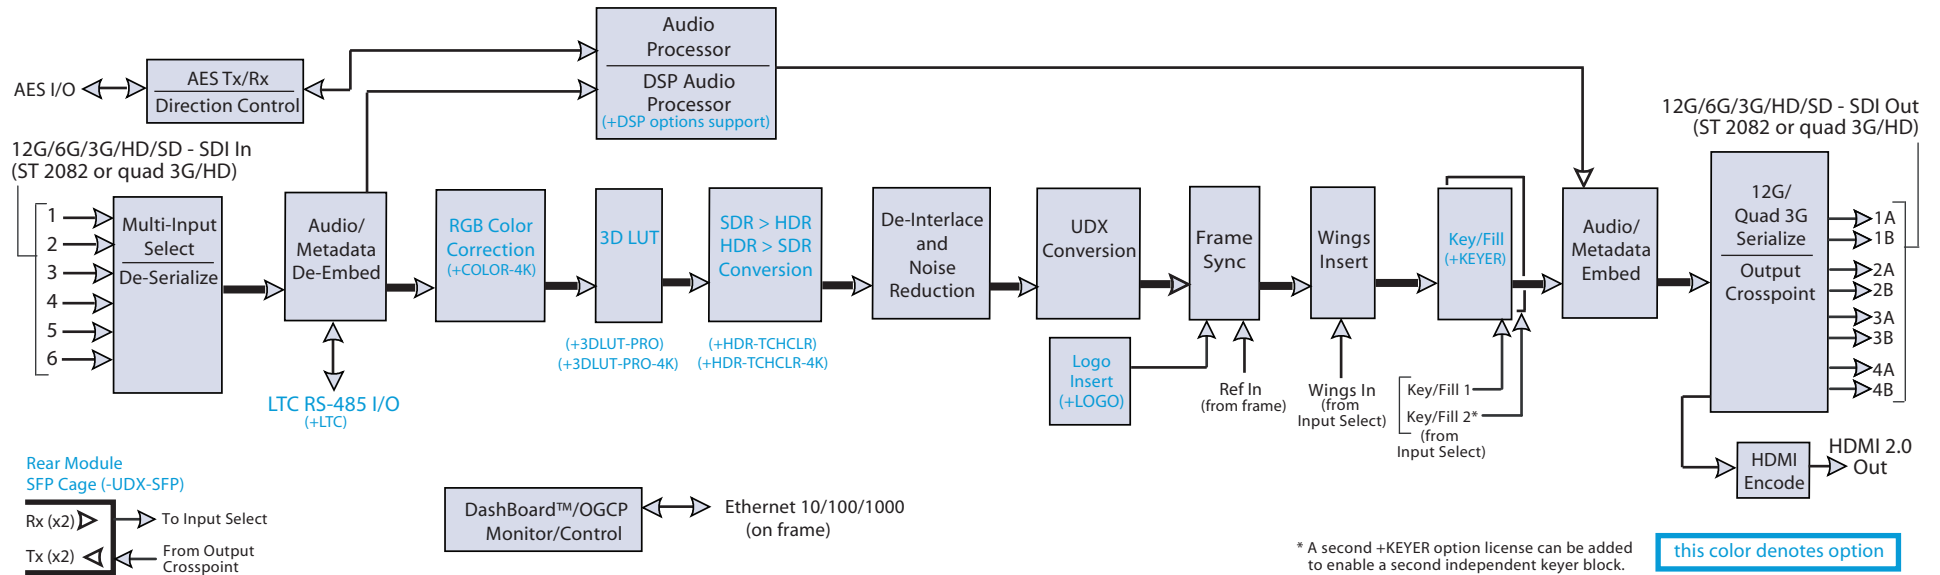 Audio
Processor
DSP Audio
Processor
(+DSP options support)
AES I/O
AES Tx/Rx
Direction Control
12G/6G/3G/HD/SD - SDI In
(ST 2082 or quad 3G/HD)
1
2
3
4
5
6
Multi-Input
Select
De-Serialize
Audio/
Metadata
De-Embed
LTC RS-485 I/O
(+LTC)
RGB Color
Correction
(+COLOR-4K)
3D LUT
(+3DLUT-PRO)
(+3DLUT-PRO-4K)
SDR > HDR
HDR > SDR
Conversion
(+HDR-TCHCLR)
(+HDR-TCHCLR-4K)
De-Interlace
and
Noise
Reduction
UDX
Conversion
Logo
Insert
(+LOGO)
Frame
Sync
Ref In
(from frame)
Wings
Insert
Wings In
(from
Input Select)
Key/Fill
(+KEYER)
Key/Fill 1
Key/Fill 2*
(from
Input Select)
Audio/
Metadata
Embed
12G/6G/3G/HD/SD - SDI Out
(ST 2082 or quad 3G/HD)
12G/
Quad 3G
Serialize
Output
Crosspoint
1A
1B
2A
2B
3A
3B
4A
4B
HDMI
Encode
HDMI 2.0
Out
Rear Module
SFP Cage (-UDX-SFP)
Rx (x2)
To Input Select
Tx (x2)
From Output
Crosspoint
DashBoard™/OGCP
Monitor/Control
Ethernet 10/100/1000
(on frame)
* A second +KEYER option license can be added
to enable a second independent keyer block.
this color denotes option